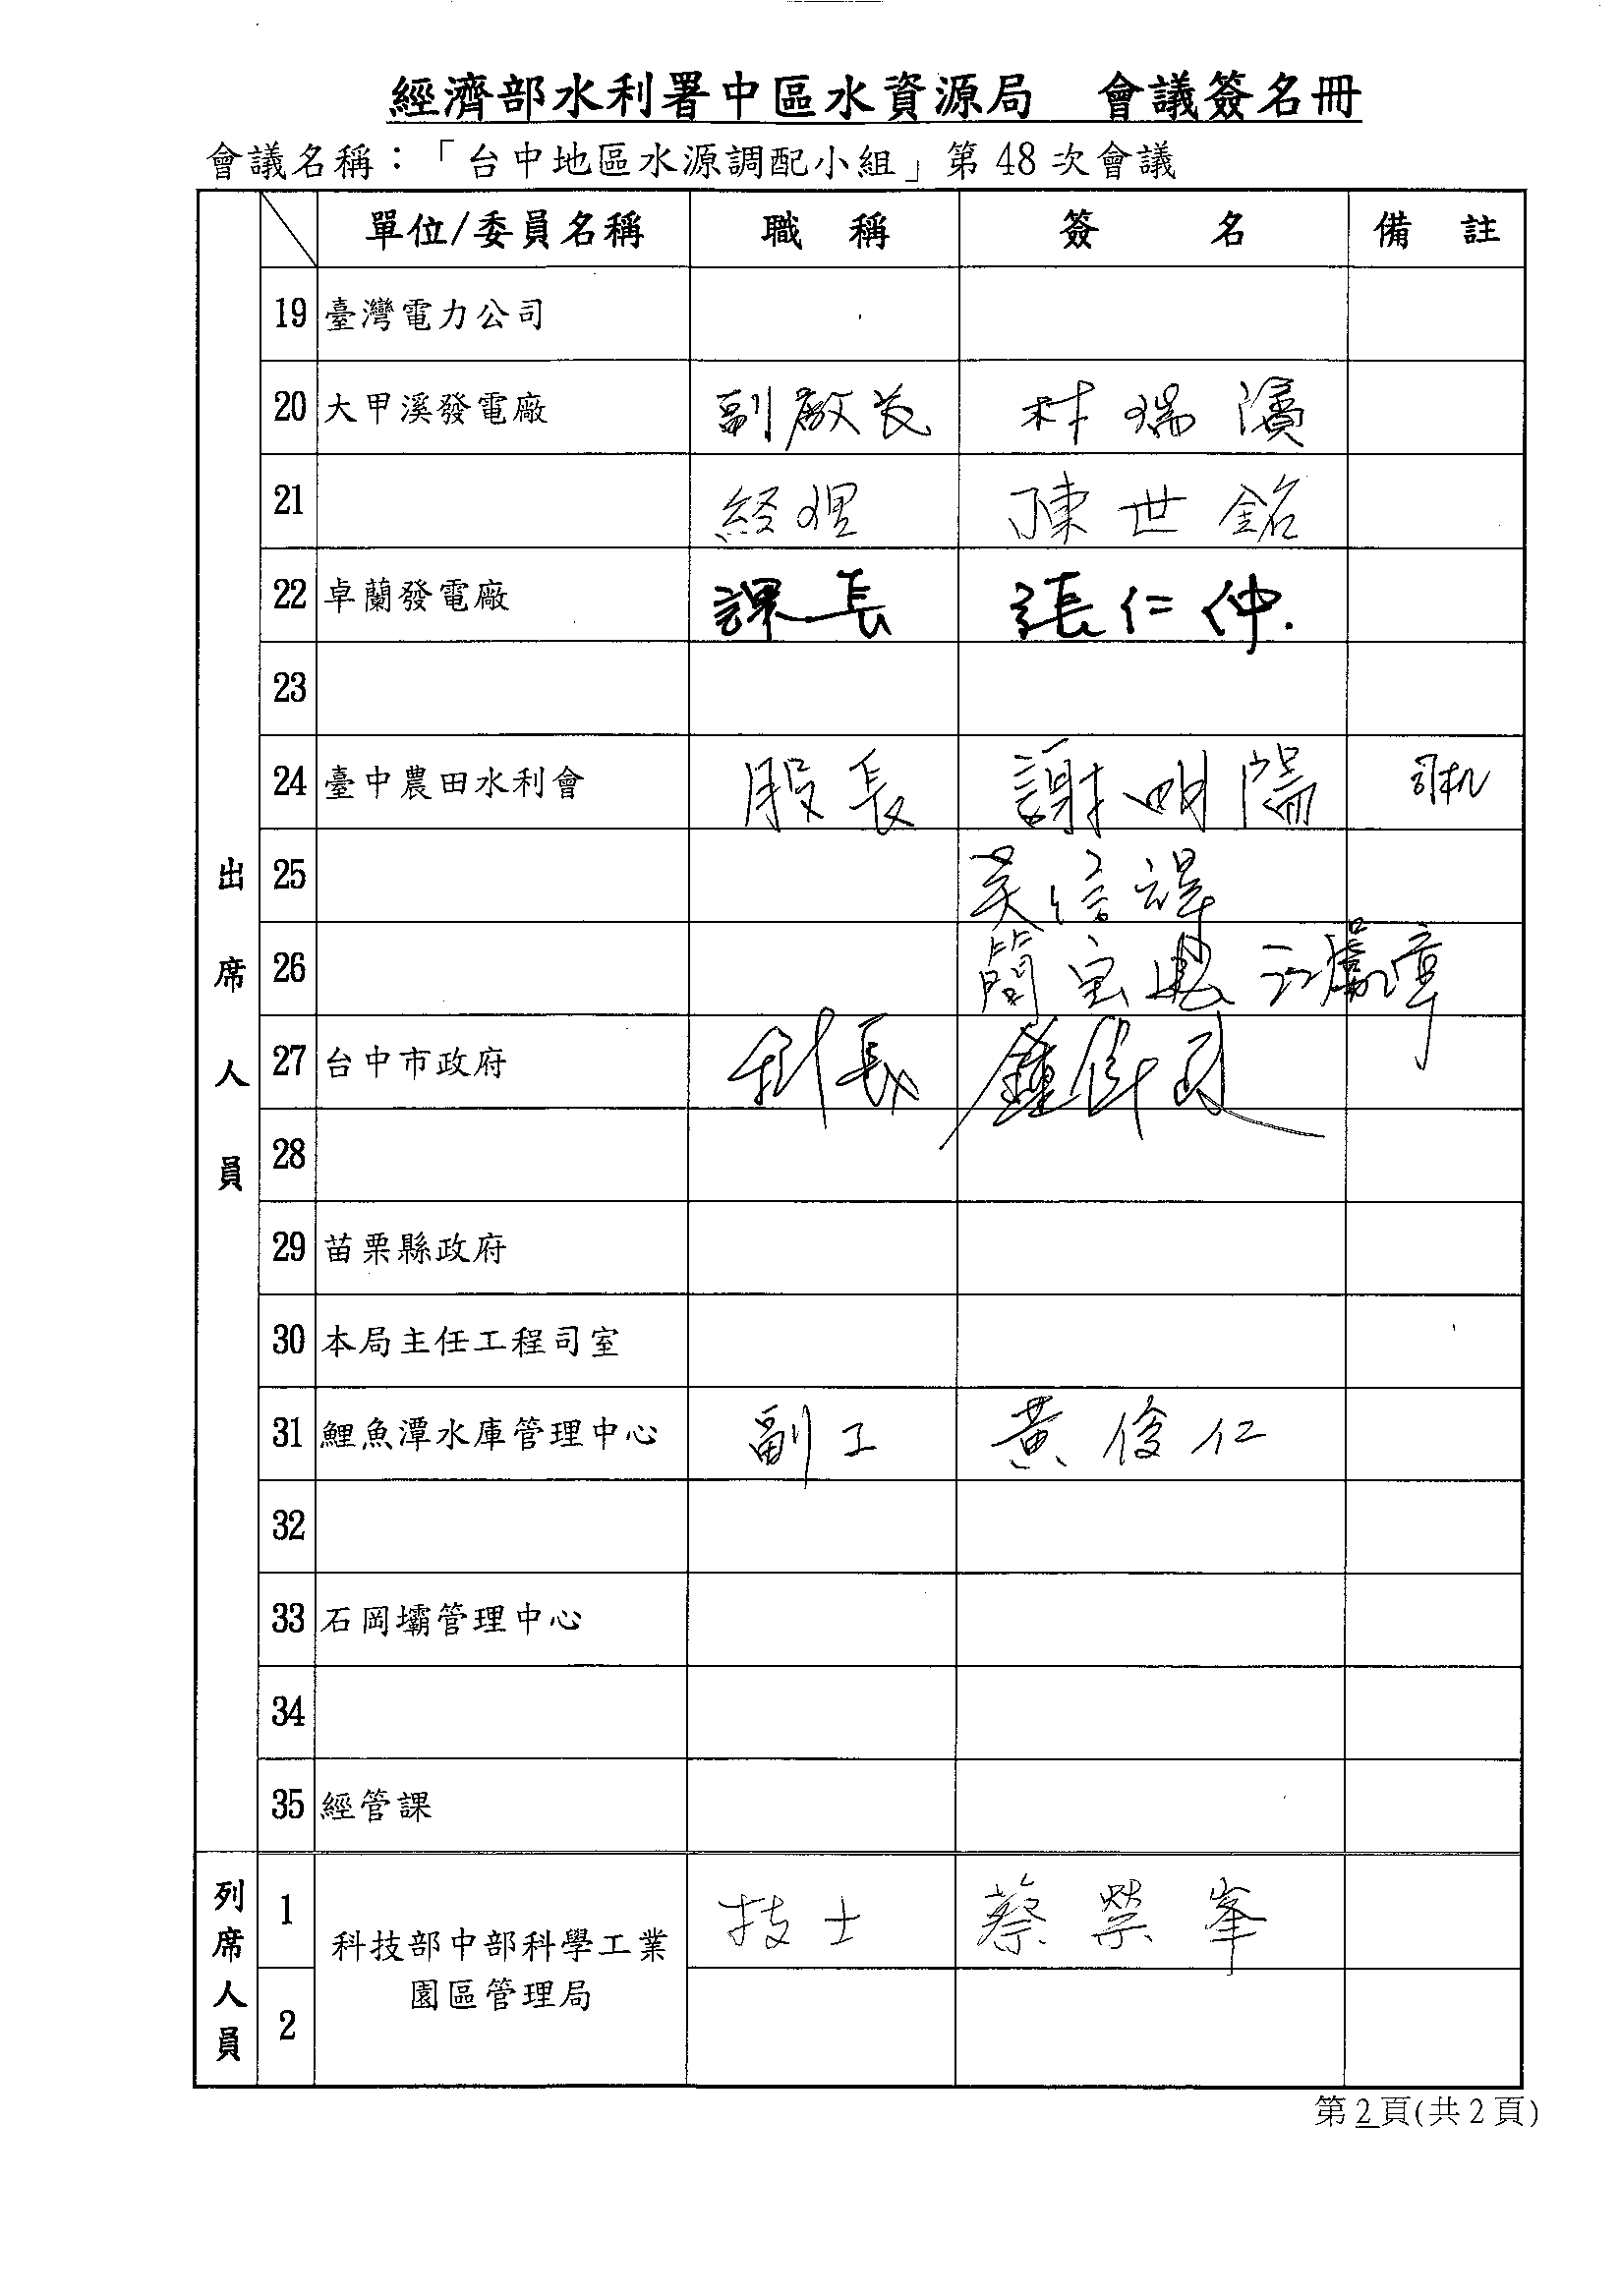 經濟部水利署中區水資源局　會議簽名冊
會議名稱：「台中地區水源調配小組」第 48 次會議
單位/委員名稱 職 稱 簽 名 備 註
出席人員
19 臺灣電力公司
20 大甲溪發電廠 副廠長 林瑞濱
21 経理 陳世銘
22 卓蘭發電廠 課長 張仁仲.
23
24 臺中農田水利會 股長 謝明陽 司机
25
26 簡
27 台中市政府 科長 鍾
28
29 苗栗縣政府
30 本局主任工程司室
31 鯉魚潭水庫管理中心 副工 黃俊仁
32
33 石岡壩管理中心
34
35 經管課
列席人員
1 科技部中部科學工業園區管理局 技士 蔡榮峯
2
第 2 頁(共 2 頁)